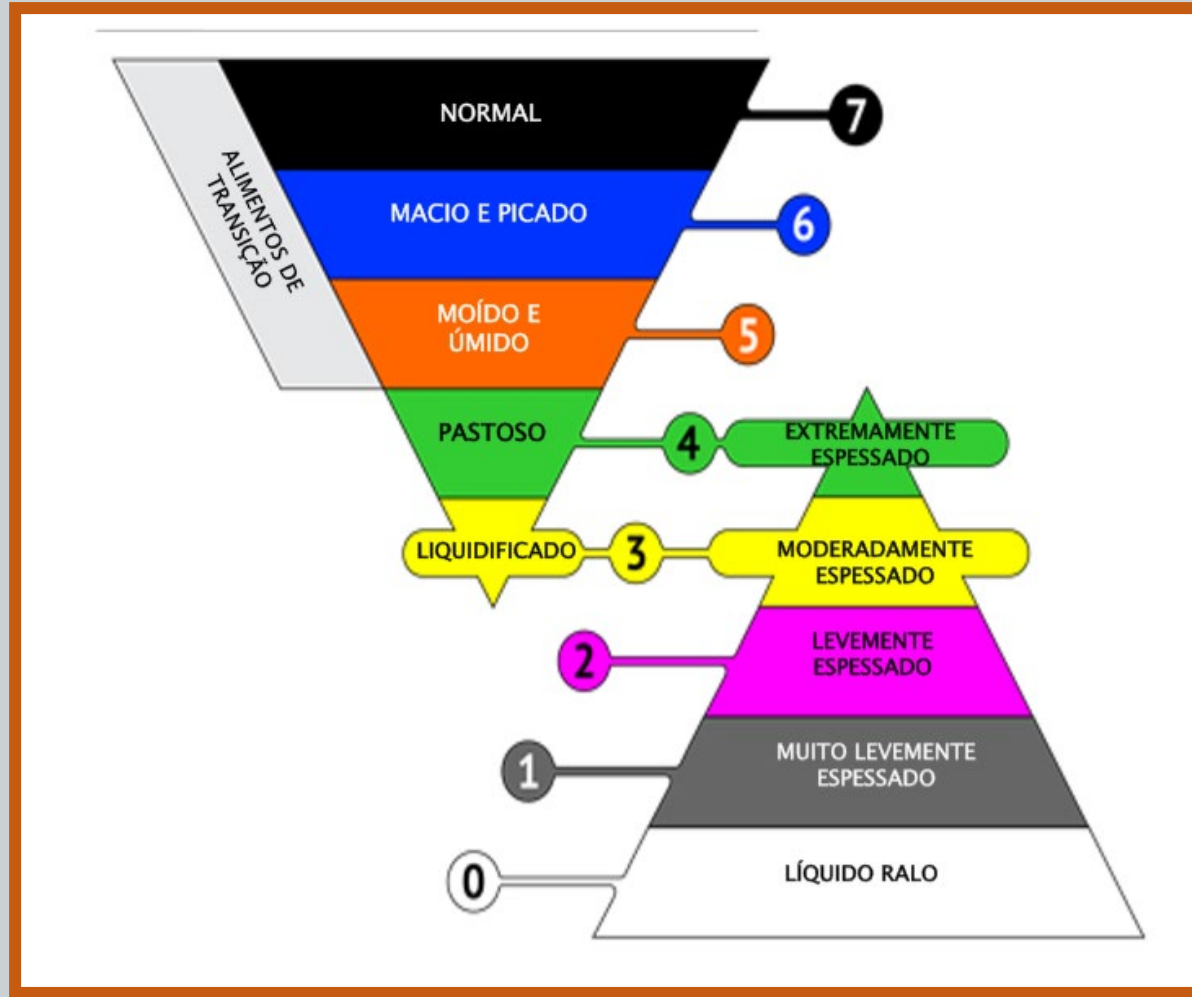 NORMAL
7
ALIMENTOS DE
TRANSIÇÃO
MACIO E PICADO
6
MOÍDO E
ÚMIDO
5
PASTOSO
4
EXTREMAMENTE
ESPESSADO
LIQUIDIFICADO
3
MODERADAMENTE
ESPESSADO
2
LEVEMENTE
ESPESSADO
1
MUITO LEVEMENTE
ESPESSADO
0
LÍQUIDO RALO